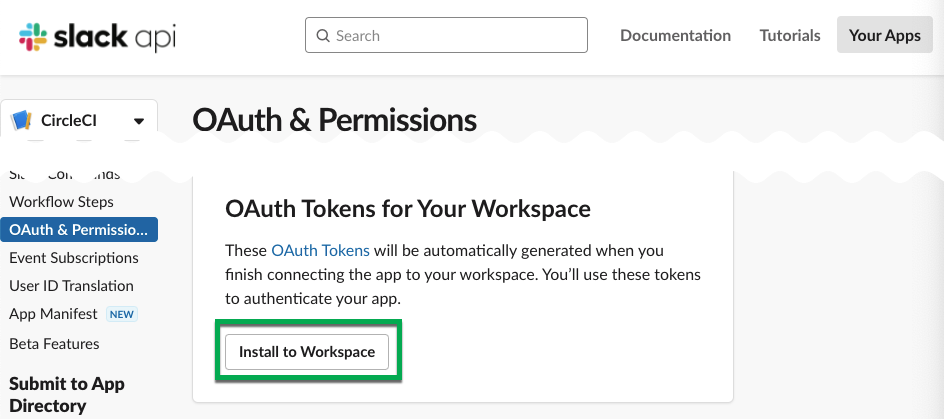 slack api
Search
Documentation
Tutorials
Your Apps
CircleCI
OAuth & Permissions
Workflow Steps
OAuth & Permissio...
Event Subscriptions
User ID Translation
App Manifest NEW
Beta Features
Submit to App
Directory
OAuth Tokens for Your Workspace
These OAuth Tokens will be automatically generated when you
finish connecting the app to your workspace. You’ll use these tokens
to authenticate your app.
Install to Workspace